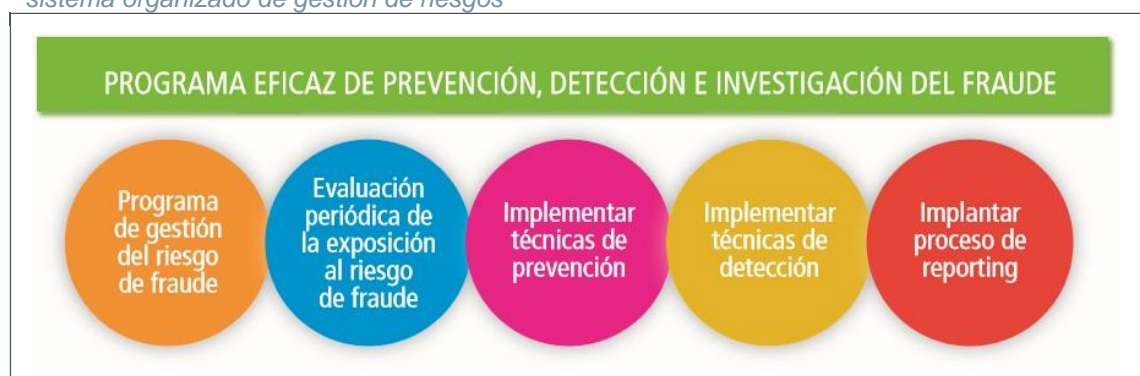 sistema organizado de gestión de riesgos
PROGRAMA EFICAZ DE PREVENCIÓN, DETECCIÓN E INVESTIGACIÓN DEL FRAUDE
Programa
de gestión
del riesgo
de fraude
Evaluación
periódica de
la exposición
al riesgo
de fraude
Implementar
técnicas de
prevención
Implementar
técnicas de
detección
Implantar
proceso de
reporting